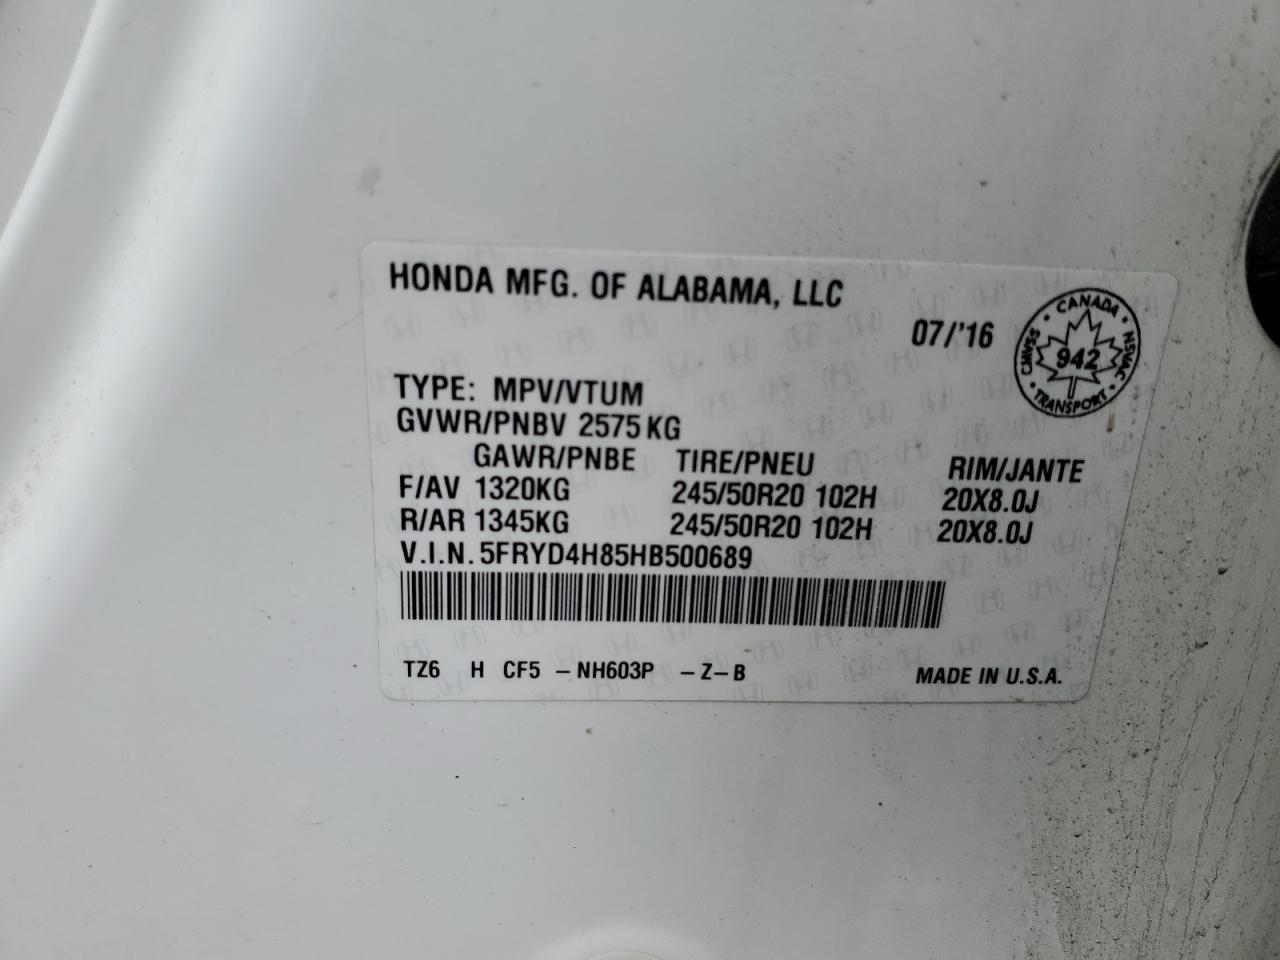 HONDA MFG. OF ALABAMA, LLC
07/'16
CANADA
CMVSS 942 NSVAC
TRANSPORT
TYPE: MPV/VTUM
GVWR/PNBV 2575 KG
GAWR/PNBE TIRE/PNEU RIM/JANTE
F/AV 1320KG 245/50R20 102H 20X8.0J
R/AR 1345KG 245/50R20 102H 20X8.0J
V.I.N. 5FRYD4H85HB500689
TZ6 H CF5 –NH603P –Z–B MADE IN U.S.A.